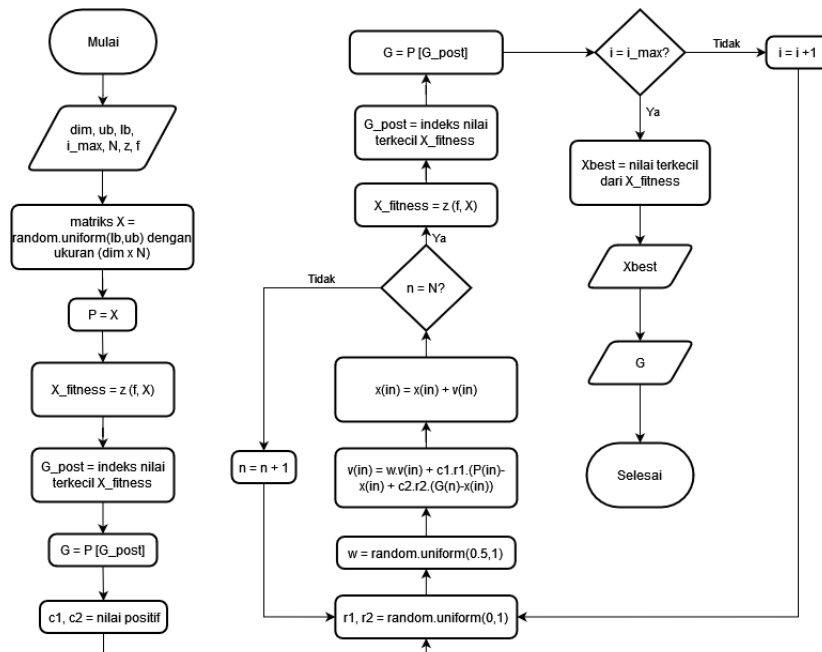 Mulai
dim, ub, lb,
i_max, N, z, f
matriks X =
random.uniform(lb,ub) dengan
ukuran (dim x N)
P = X
X_fitness = z (f, X)
G_post = indeks nilai
terkecil X_fitness
G = P [G_post]
c1, c2 = nilai positif
r1, r2 = random.uniform(0,1)
w = random.uniform(0.5,1)
v(in) = w.v(in) + c1.r1.(P(in)-
x(in) + c2.r2.(G(n)-x(in))
x(in) = x(in) + v(in)
n = N?
Tidak
n = n + 1
Ya
X_fitness = z (f, X)
G_post = indeks nilai
terkecil X_fitness
G = P [G_post]
i = i_max?
Tidak
i = i +1
Ya
Xbest = nilai terkecil
dari X_fitness
Xbest
G
Selesai